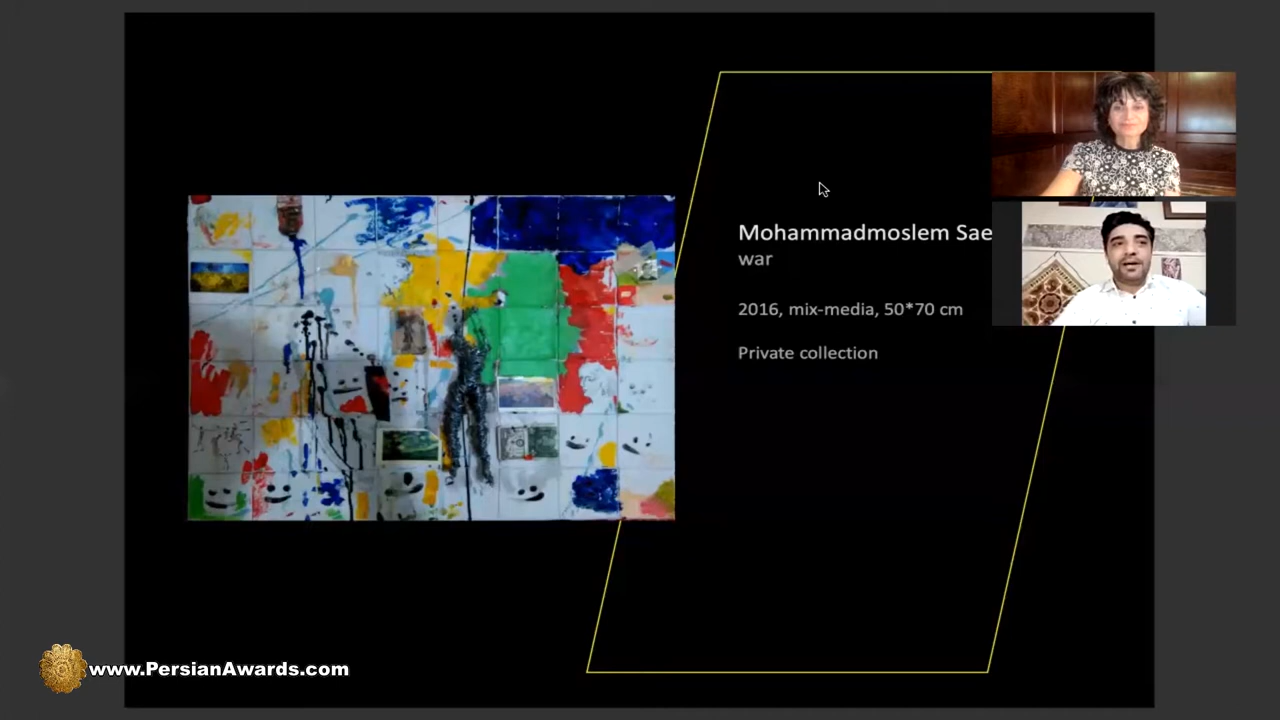 Mohammadmoslem Sae
war
2016, mix-media, 50*70 cm
Private collection
www.PersianAwards.com